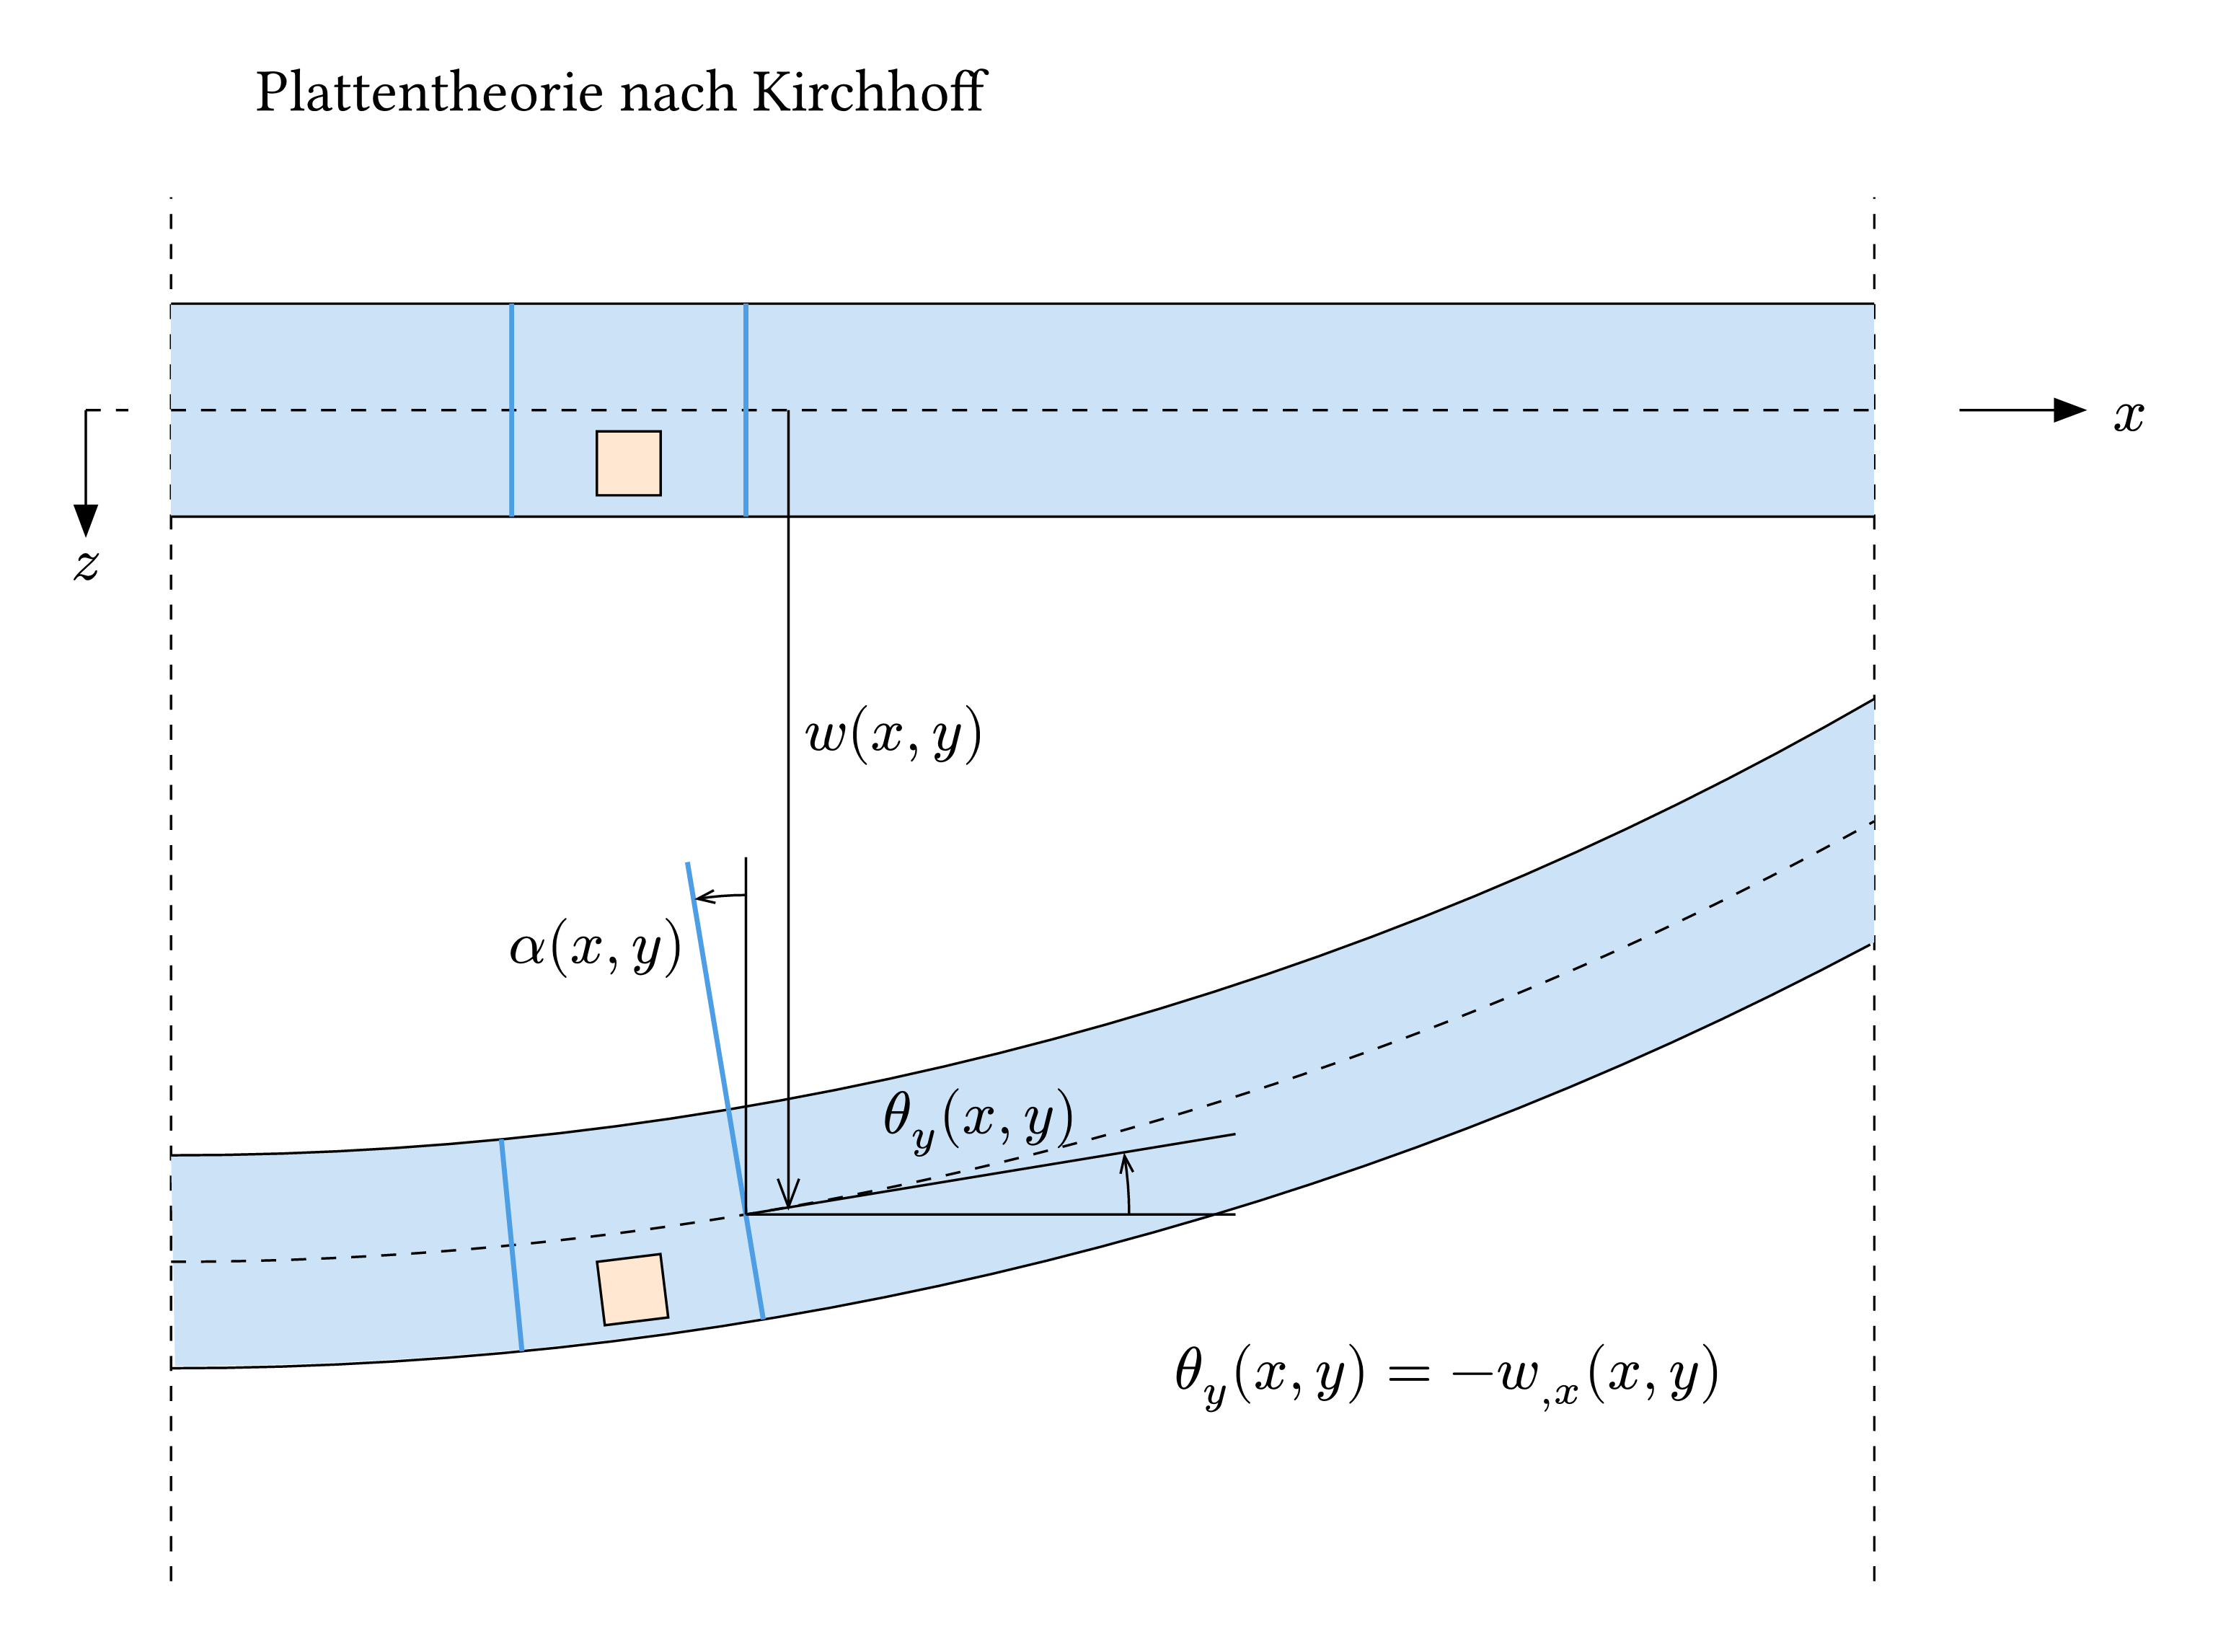 Plattentheorie nach Kirchhoff
x
z
w(x, y)
α(x, y)
θ_y(x, y)
θ_y(x, y) = −w_{,x}(x, y)